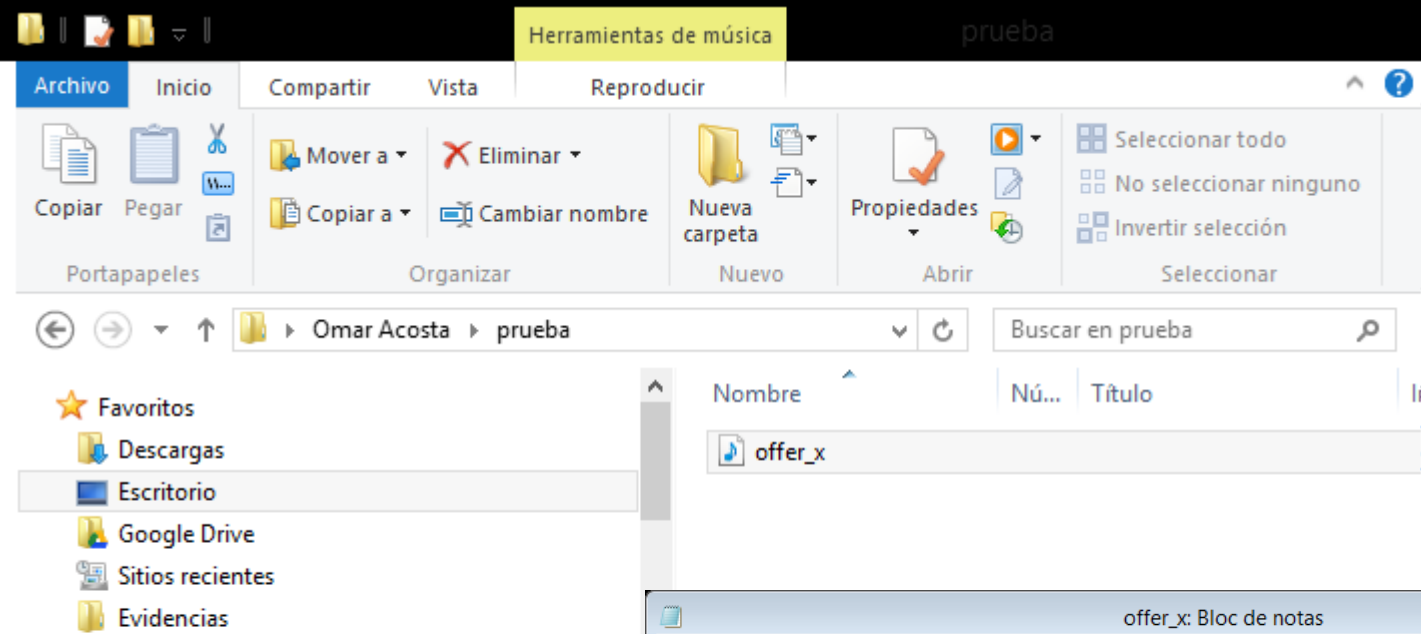 Herramientas de música prueba
Archivo Inicio Compartir Vista Reproducir
Copiar
Pegar
Portapapeles
Mover a
Copiar a
Eliminar
Cambiar nombre
Organizar
Nueva
carpeta
Nuevo
Propiedades
Abrir
Seleccionar todo
No seleccionar ninguno
Invertir selección
Seleccionar
Omar Acosta prueba
Buscar en prueba
Favoritos
Descargas
Escritorio
Google Drive
Sitios recientes
Evidencias
Nombre Nú... Título
offer_x
offer_x: Bloc de notas